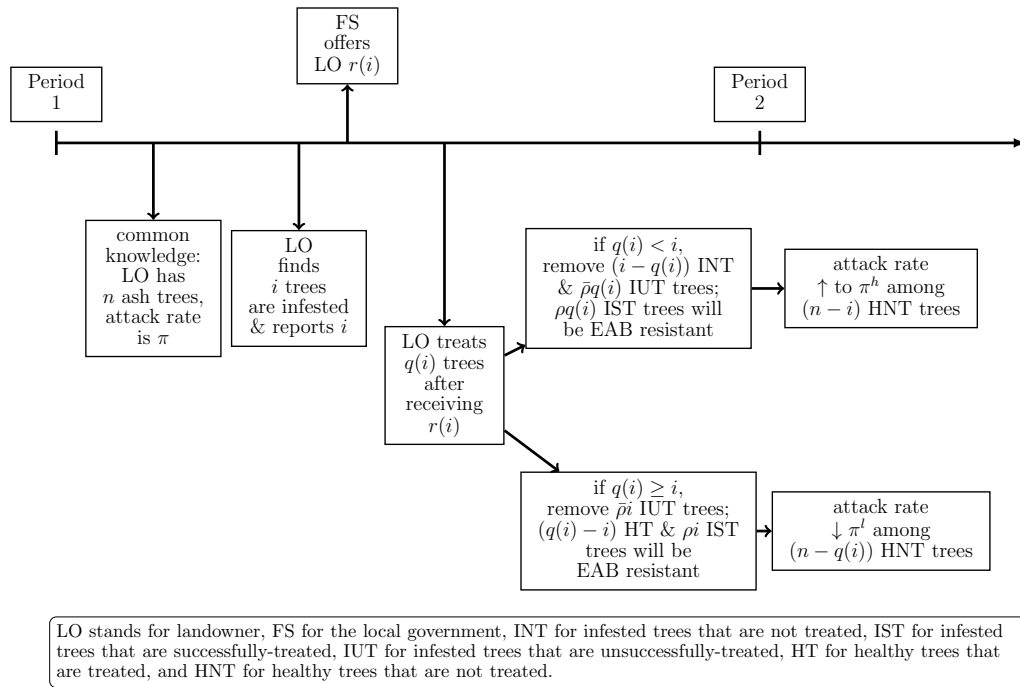 FS
offers
LO r(i)
Period
1
Period
2
common
knowledge:
LO has
n ash trees,
attack rate
is π
LO
finds
i trees
are infested
& reports i
LO treats
q(i) trees
after
receiving
r(i)
if q(i) < i,
remove (i − q(i)) INT
& ρ̄q(i) IUT trees;
ρq(i) IST trees will
be EAB resistant
attack rate
↑ to πʰ among
(n − i) HNT trees
if q(i) ≥ i,
remove ρ̄i IUT trees;
(q(i) − i) HT & ρi IST
trees will be
EAB resistant
attack rate
↓ πˡ among
(n − q(i)) HNT trees
LO stands for landowner, FS for the local government, INT for infested trees that are not treated, IST for infested
trees that are successfully-treated, IUT for infested trees that are unsuccessfully-treated, HT for healthy trees that
are treated, and HNT for healthy trees that are not treated.